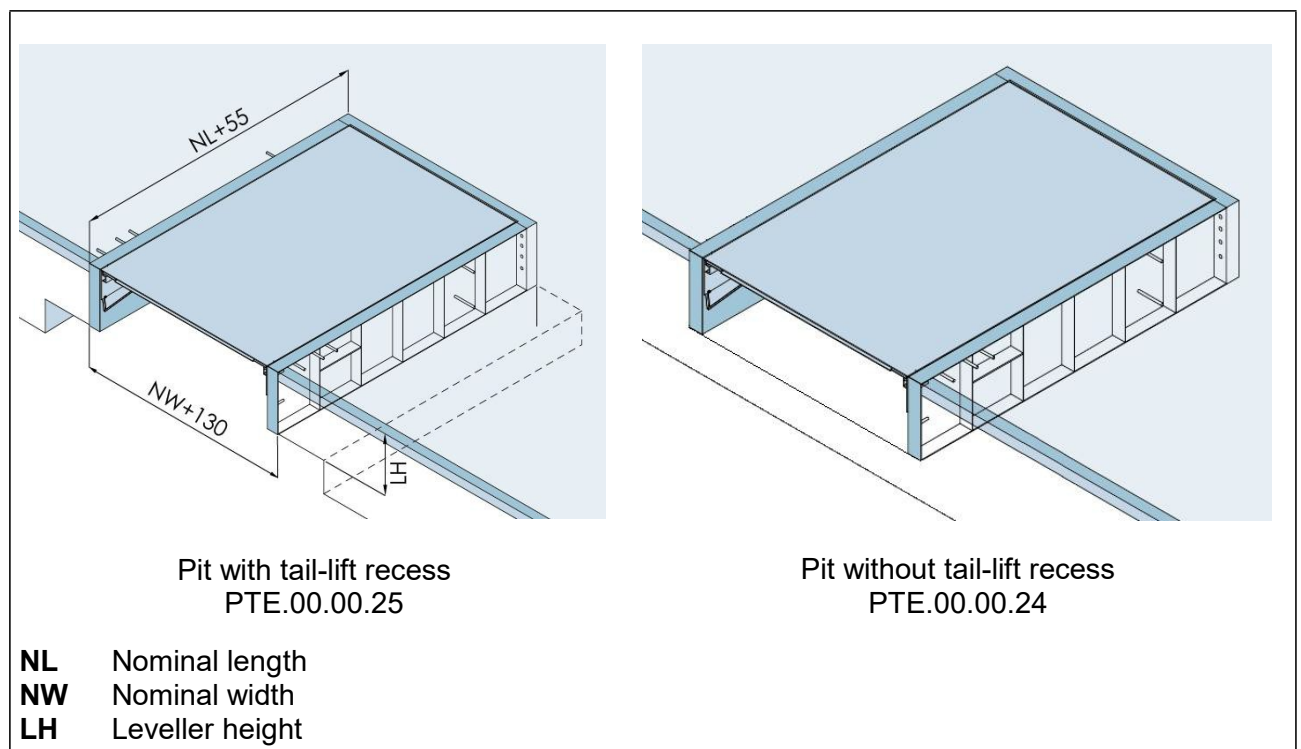 NL+55
NW+130
LH
Pit with tail-lift recess
PTE.00.00.25
Pit without tail-lift recess
PTE.00.00.24
NL Nominal length
NW Nominal width
LH Leveller height